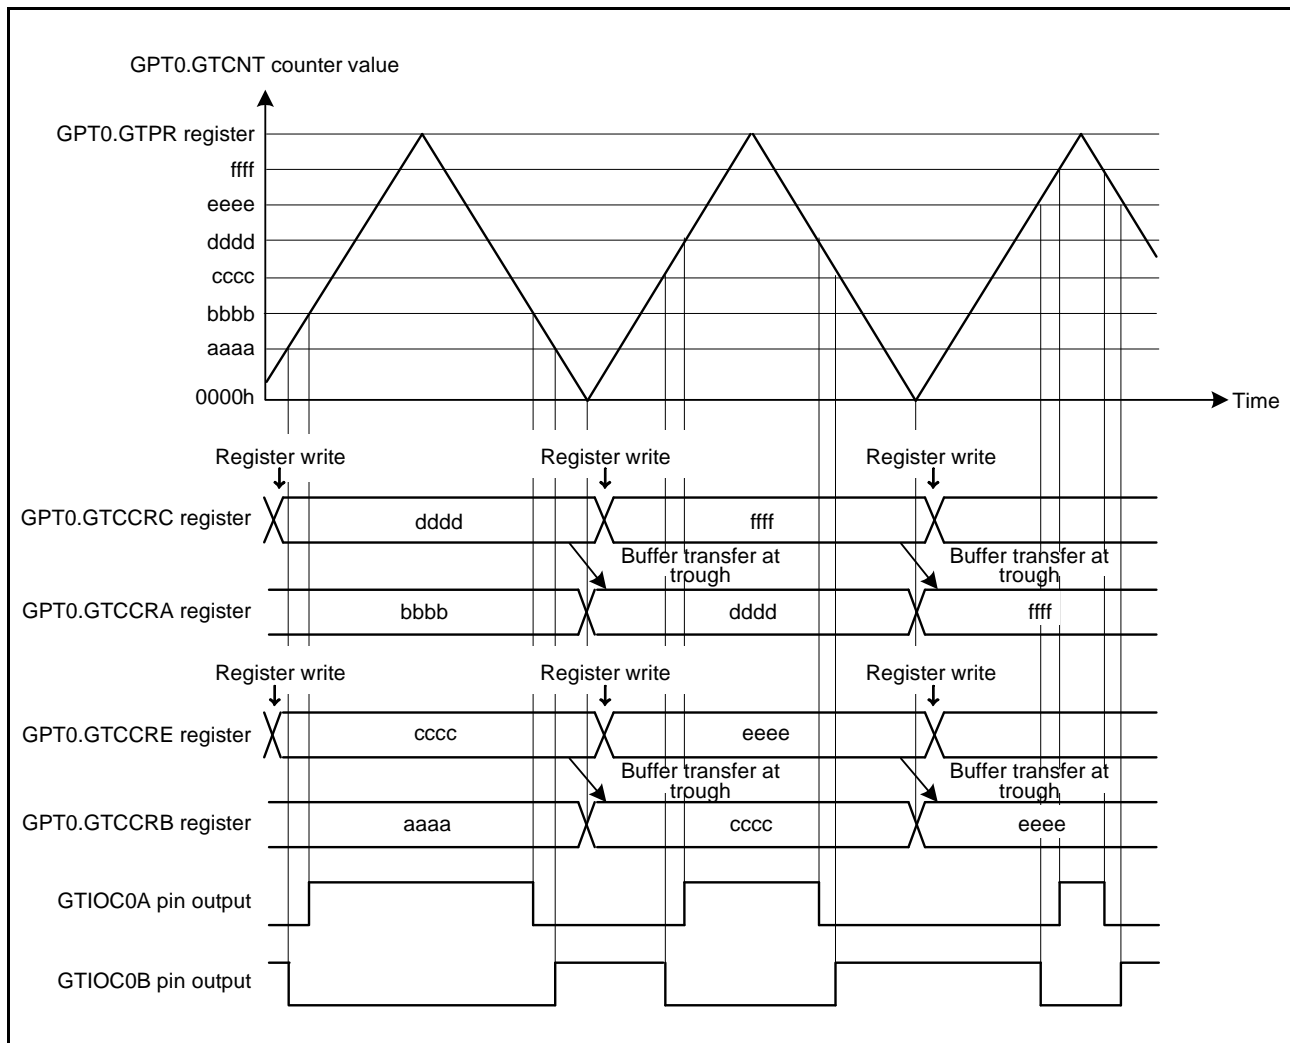 GPT0.GTCNT counter value
GPT0.GTPR register
ffff
eeee
dddd
cccc
bbbb
aaaa
0000h
Time
Register write
Register write
Register write
GPT0.GTCCRC register
dddd
ffff
Buffer transfer at
trough
Buffer transfer at
trough
GPT0.GTCCRA register
bbbb
dddd
ffff
Register write
Register write
Register write
GPT0.GTCCRE register
cccc
eeee
Buffer transfer at
trough
Buffer transfer at
trough
GPT0.GTCCRB register
aaaa
cccc
eeee
GTIOC0A pin output
GTIOC0B pin output